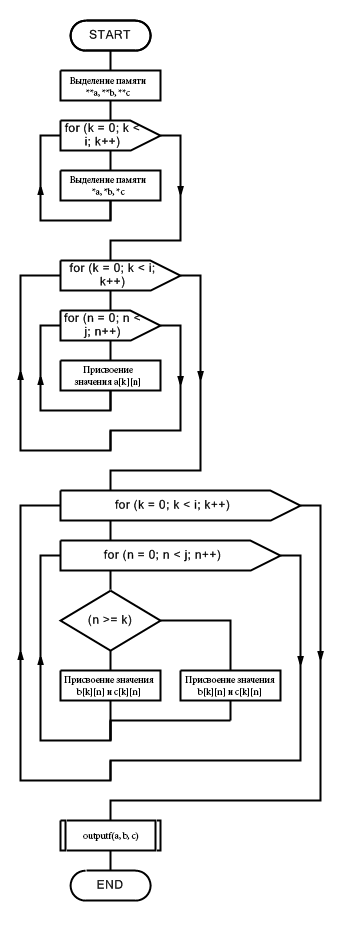 START
Выделение памяти
**a, **b, **c
for (k = 0; k <
i; k++)
Выделение памяти
*a, *b, *c
for (k = 0; k < i;
k++)
for (n = 0; n <
j; n++)
Присвоение
значения a[k][n]
for (k = 0; k < i; k++)
for (n = 0; n < j; n++)
(n >= k)
Присвоение значения
b[k][n] и c[k][n]
Присвоение значения
b[k][n] и c[k][n]
outputf(a, b, c)
END